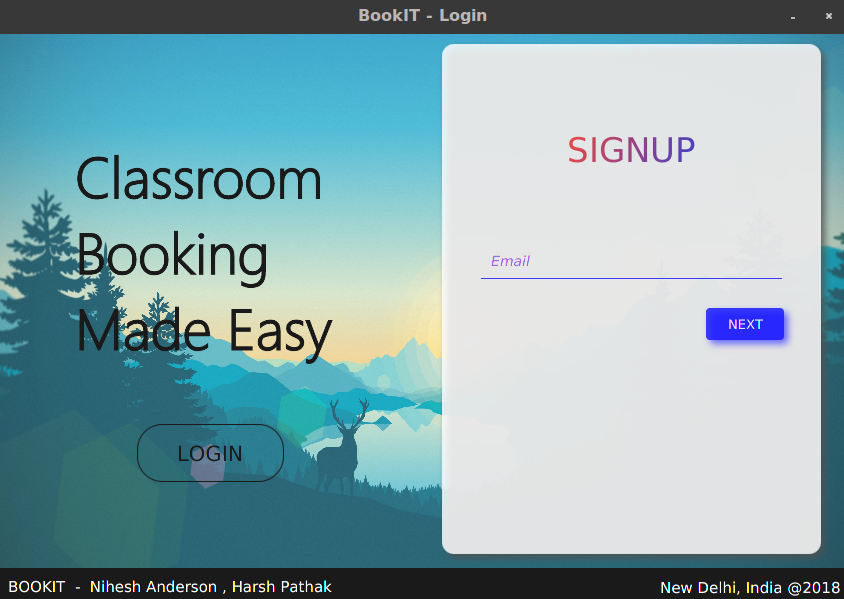 BookIT - Login
Classroom
Booking
Made Easy
LOGIN
SIGNUP
Email
NEXT
BOOKIT - Nihesh Anderson , Harsh Pathak
New Delhi, India @2018